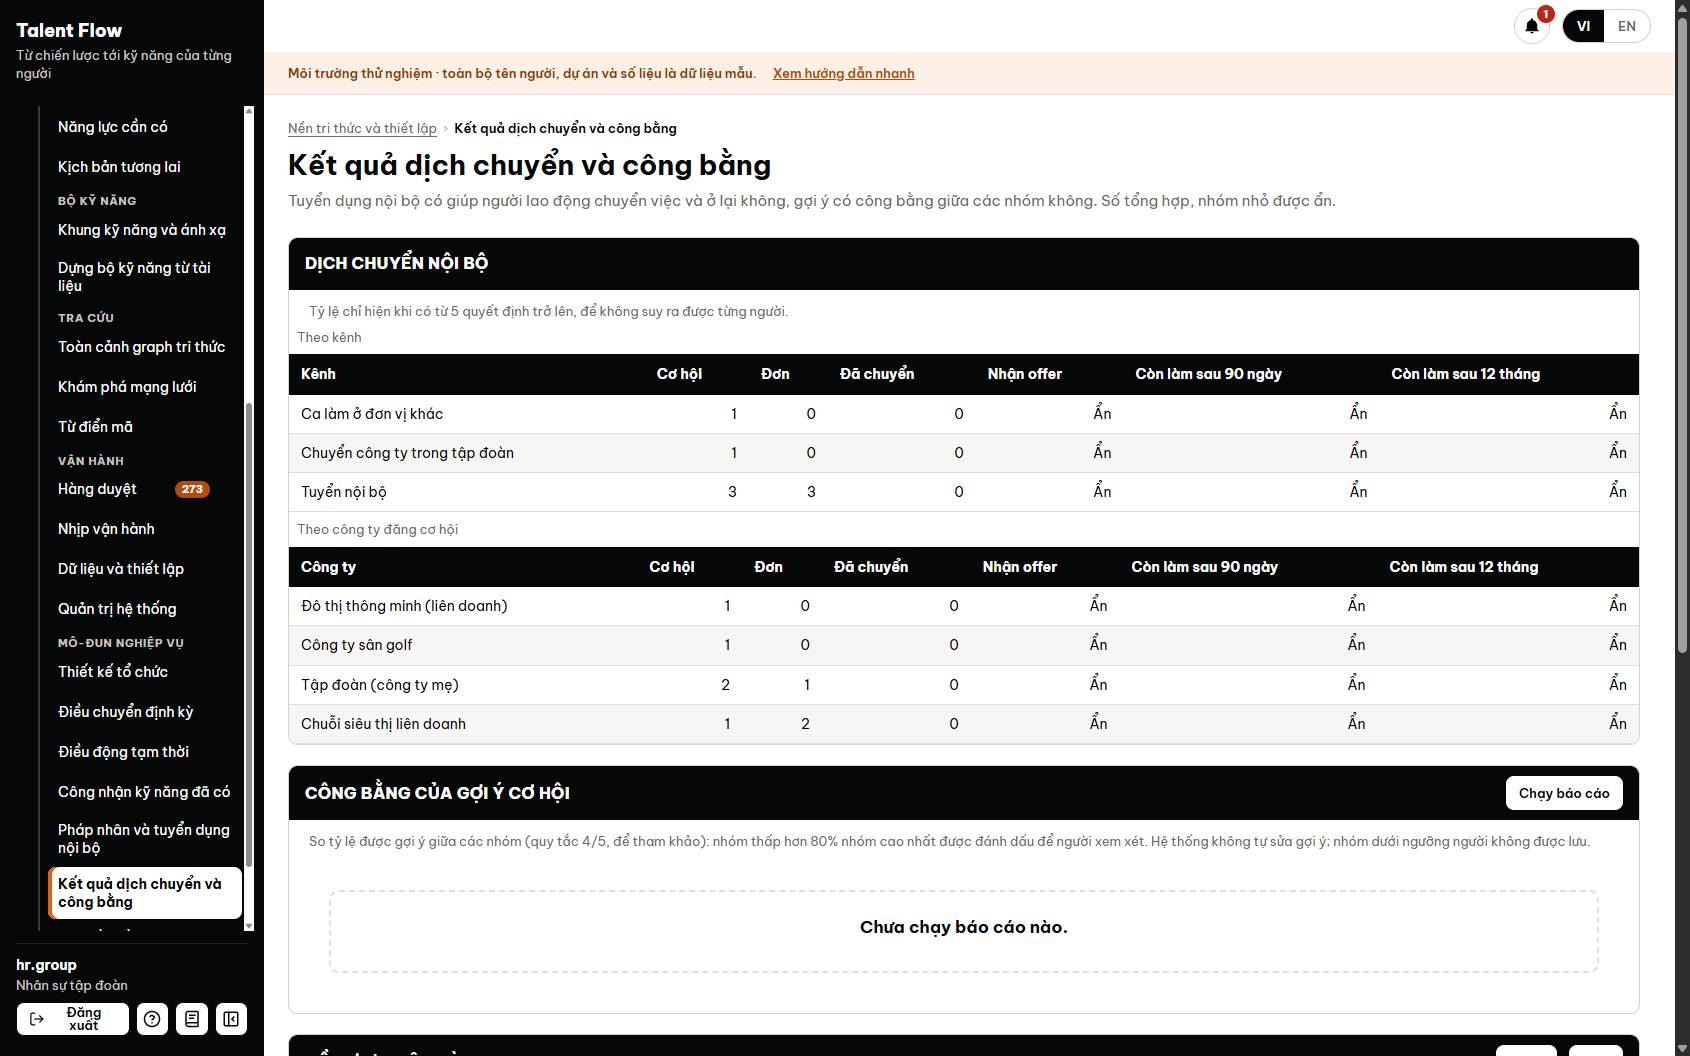 Talent Flow
Từ chiến lược tới kỹ năng của từng
người
Năng lực cần có
Kịch bản tương lai
BỘ KỸ NĂNG
Khung kỹ năng và ánh xạ
Dựng bộ kỹ năng từ tài
liệu
TRA CỨU
Toàn cảnh graph tri thức
Khám phá mạng lưới
Từ điển mã
VẬN HÀNH
Hàng duyệt 273
Nhịp vận hành
Dữ liệu và thiết lập
Quản trị hệ thống
MÔ-ĐUN NGHIỆP VỤ
Thiết kế tổ chức
Điều chuyển định kỳ
Điều động tạm thời
Công nhận kỹ năng đã có
Pháp nhân và tuyển dụng
nội bộ
Kết quả dịch chuyển và
công bằng
hr.group
Nhân sự tập đoàn
Đăng
xuất
1
VI EN
Môi trường thử nghiệm · toàn bộ tên người, dự án và số liệu là dữ liệu mẫu. Xem hướng dẫn nhanh
Nền tri thức và thiết lập › Kết quả dịch chuyển và công bằng
Kết quả dịch chuyển và công bằng
Tuyển dụng nội bộ có giúp người lao động chuyển việc và ở lại không, gợi ý có công bằng giữa các nhóm không. Số tổng hợp, nhóm nhỏ được ẩn.
DỊCH CHUYỂN NỘI BỘ
Tỷ lệ chỉ hiện khi có từ 5 quyết định trở lên, để không suy ra được từng người.
Theo kênh
Kênh Cơ hội Đơn Đã chuyển Nhận offer Còn làm sau 90 ngày Còn làm sau 12 tháng
Ca làm ở đơn vị khác 1 0 0 Ẩn Ẩn Ẩn
Chuyển công ty trong tập đoàn 1 0 0 Ẩn Ẩn Ẩn
Tuyển nội bộ 3 3 0 Ẩn Ẩn Ẩn
Theo công ty đăng cơ hội
Công ty Cơ hội Đơn Đã chuyển Nhận offer Còn làm sau 90 ngày Còn làm sau 12 tháng
Đô thị thông minh (liên doanh) 1 0 0 Ẩn Ẩn Ẩn
Công ty sân golf 1 0 0 Ẩn Ẩn Ẩn
Tập đoàn (công ty mẹ) 2 1 0 Ẩn Ẩn Ẩn
Chuỗi siêu thị liên doanh 1 2 0 Ẩn Ẩn Ẩn
CÔNG BẰNG CỦA GỢI Ý CƠ HỘI
Chạy báo cáo
So tỷ lệ được gợi ý giữa các nhóm (quy tắc 4/5, để tham khảo): nhóm thấp hơn 80% nhóm cao nhất được đánh dấu để người xem xét. Hệ thống không tự sửa gợi ý; nhóm dưới ngưỡng người không được lưu.
Chưa chạy báo cáo nào.